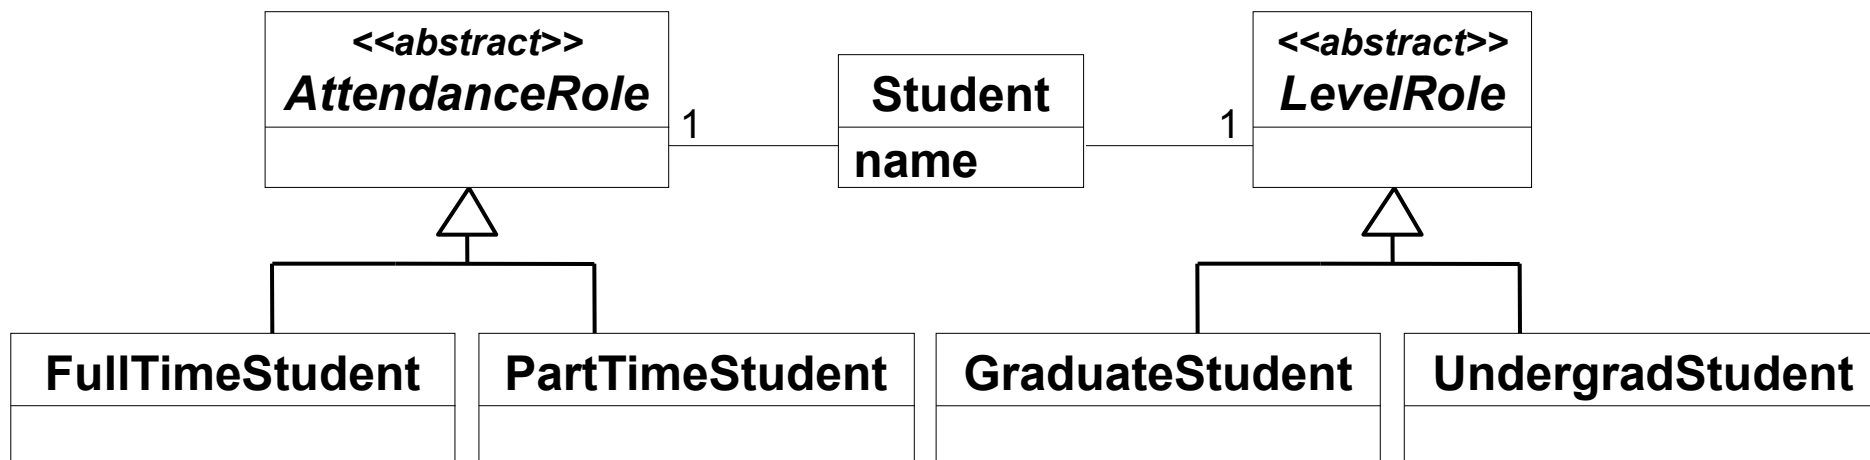 <<abstract>>
AttendanceRole
1
Student
name
1
<<abstract>>
LevelRole
FullTimeStudent
PartTimeStudent
GraduateStudent
UndergradStudent